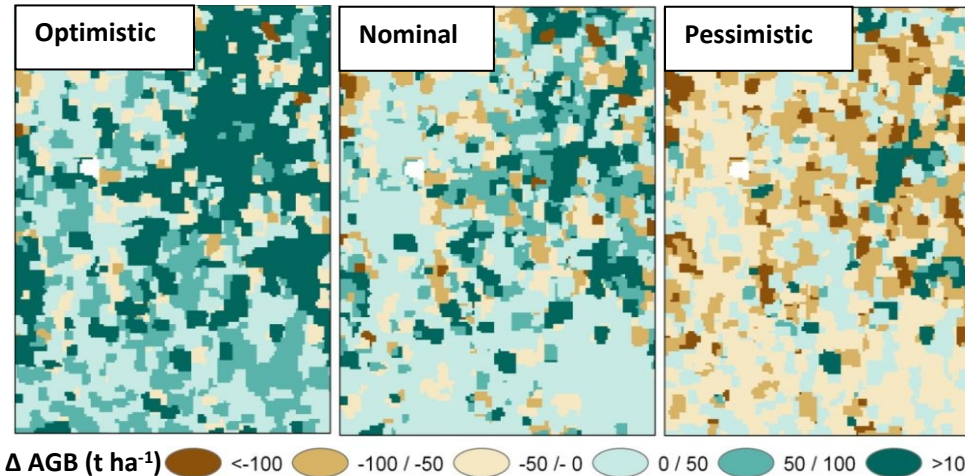 Optimistic
Nominal
Pessimistic
Δ AGB (t ha⁻¹) <-100 -100 / -50 -50 /- 0 0 / 50 50 / 100 >10